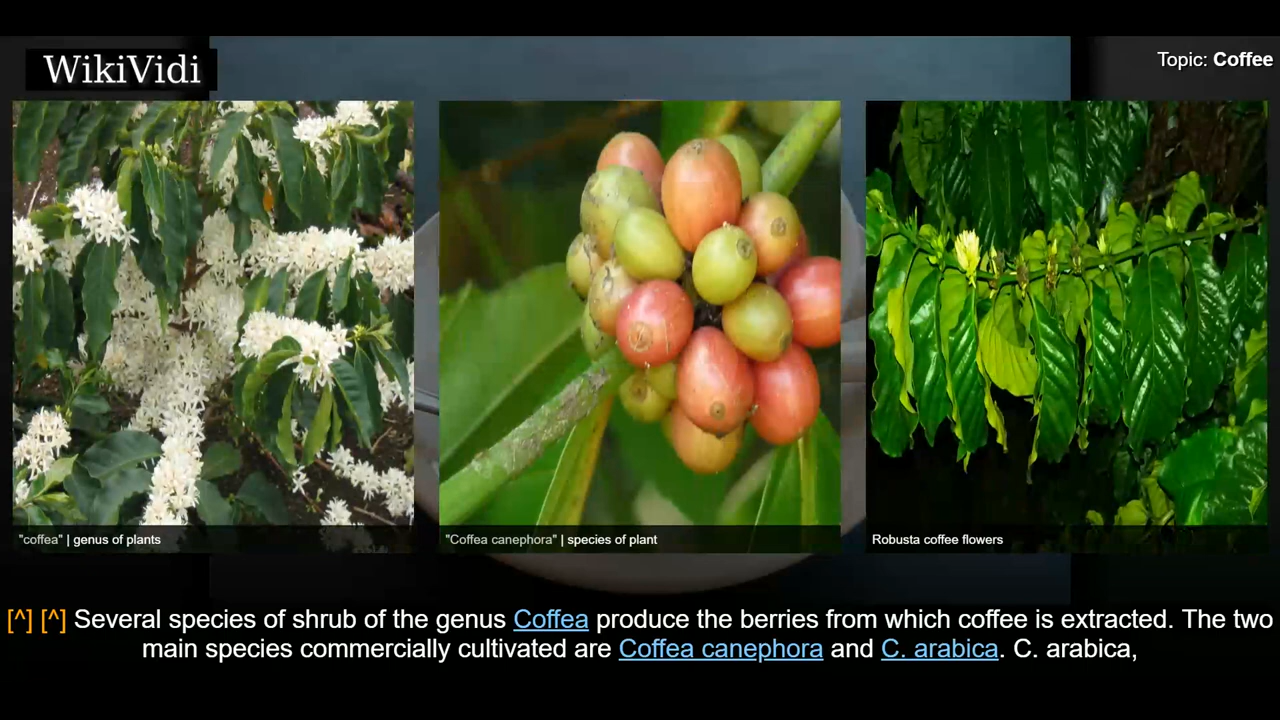 WikiVidi
Topic: Coffee
"coffea" | genus of plants
"Coffea canephora" | species of plant
Robusta coffee flowers
[^] [^] Several species of shrub of the genus Coffea produce the berries from which coffee is extracted. The two
main species commercially cultivated are Coffea canephora and C. arabica. C. arabica,